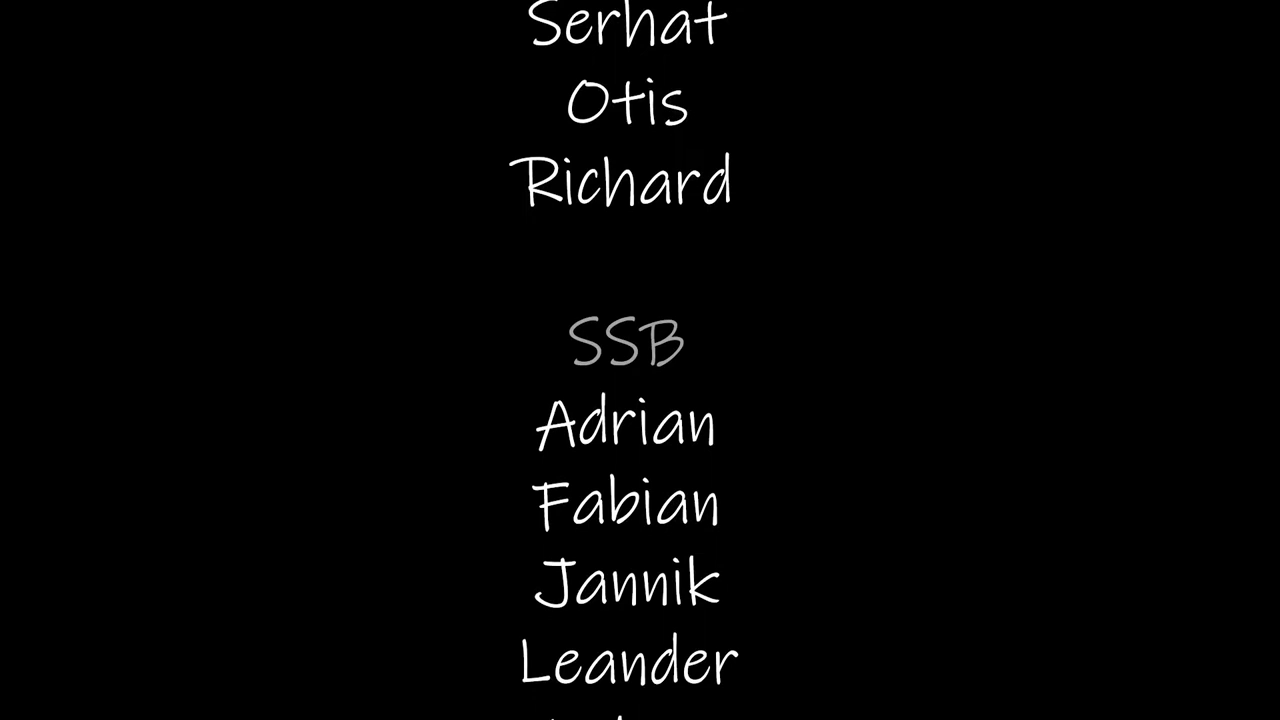 Serhat
Otis
Richard
SSB
Adrian
Fabian
Jannik
Leander